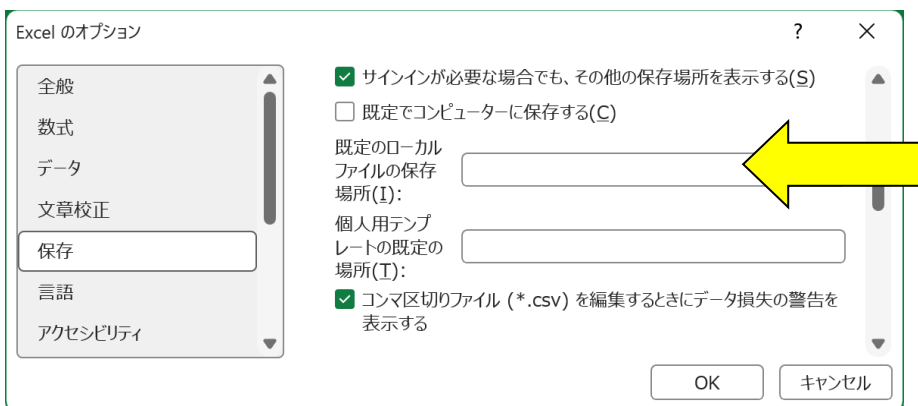 Excel のオプション
?
全般
数式
データ
文章校正
保存
言語
アクセシビリティ
サインインが必要な場合でも、その他の保存場所を表示する(S)
既定でコンピューターに保存する(C)
既定のローカル
ファイルの保存
場所(I):
個人用テンプ
レートの既定の
場所(T):
コンマ区切りファイル (*.csv) を編集するときにデータ損失の警告を
表示する
OK
キャンセル